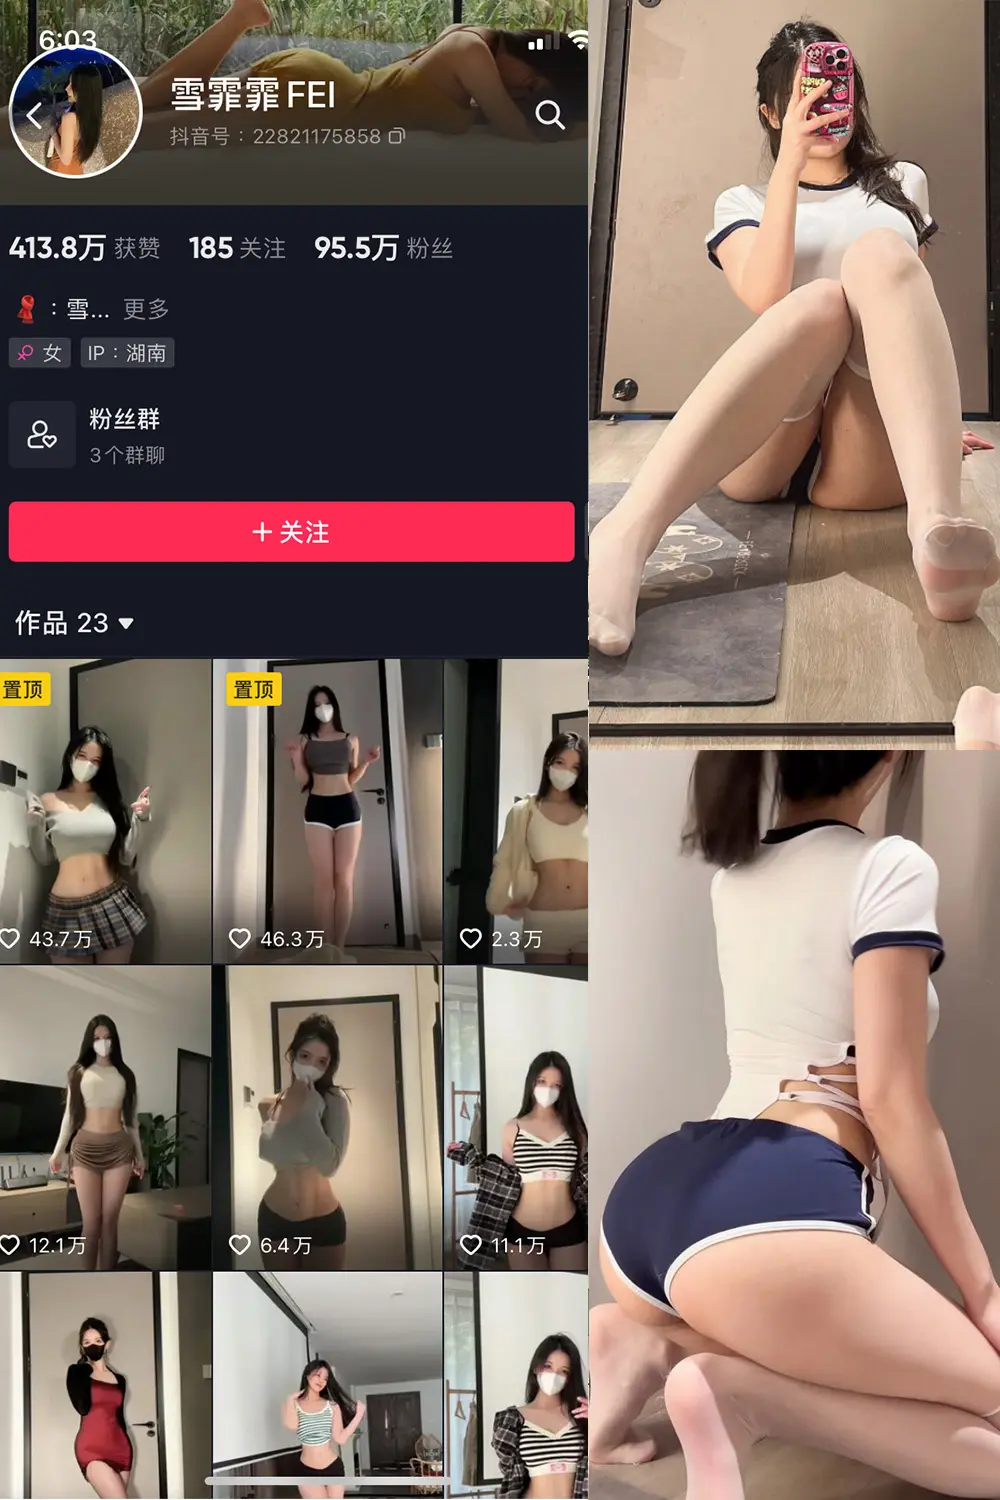 6:03
雪霏霏FEI
抖音号：22821175858
413.8万 获赞 185 关注 95.5万 粉丝
：雪... 更多
女 IP：湖南
粉丝群
3个群聊
+ 关注
作品 23
置顶 置顶
43.7万 46.3万 2.3万
12.1万 6.4万 11.1万